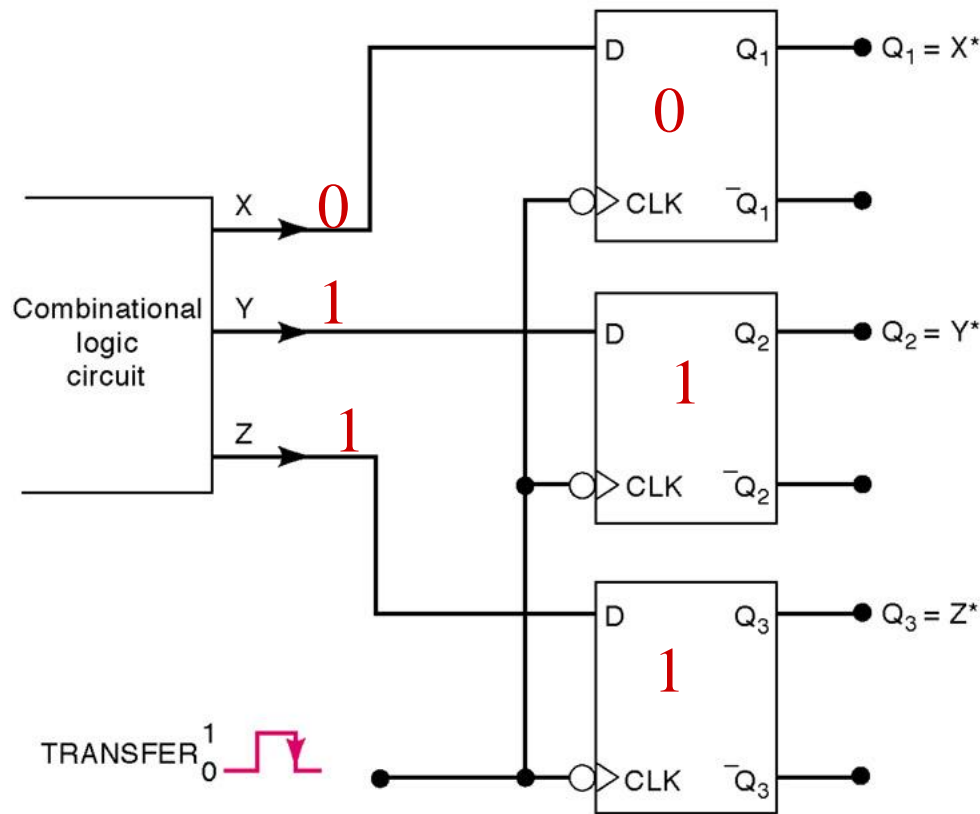 D Q₁ Q₁ = X*
0
X 0
CLK ‾Q₁
Combinational
logic
circuit
Y 1
D Q₂ Q₂ = Y*
1
Z 1
CLK ‾Q₂
D Q₃ Q₃ = Z*
1
TRANSFER 1
0
CLK ‾Q₃